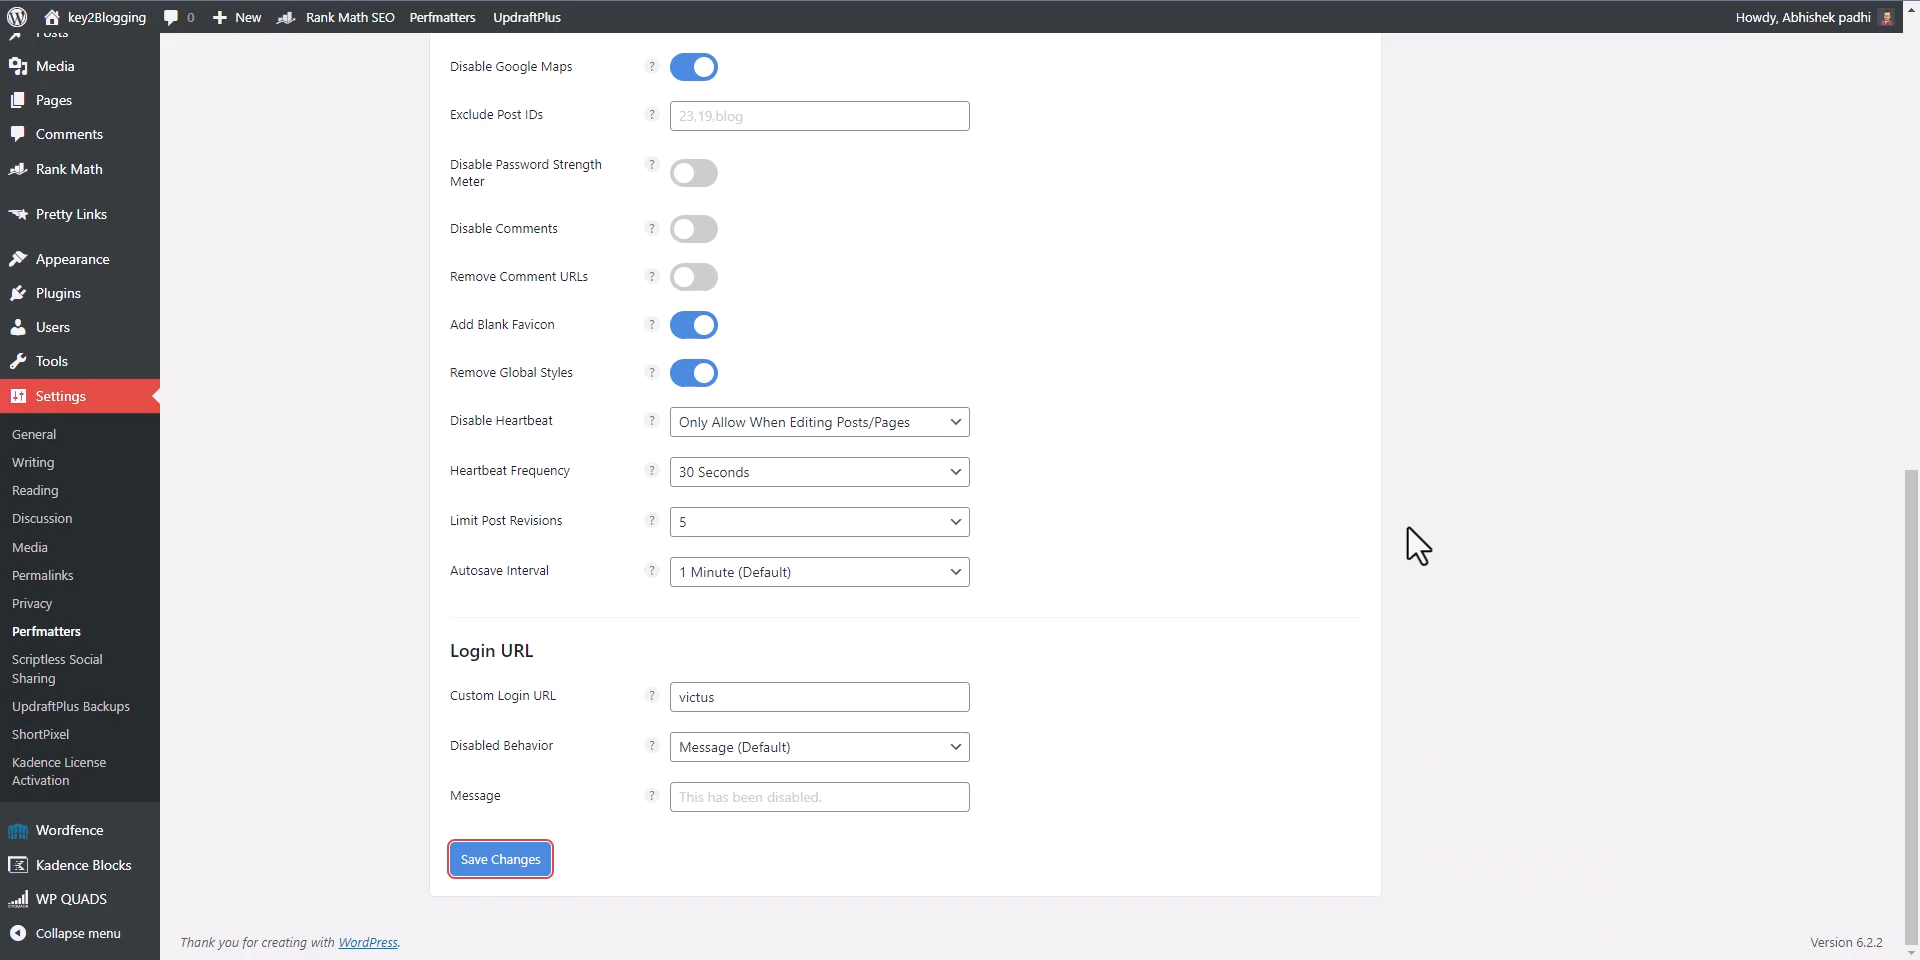 key2Blogging
0
New
Rank Math SEO
Perfmatters
UpdraftPlus
Howdy, Abhishek padhi
Posts
Media
Pages
Comments
Rank Math
Pretty Links
Appearance
Plugins
Users
Tools
Settings
General
Writing
Reading
Discussion
Media
Permalinks
Privacy
Perfmatters
Scriptless Social
Sharing
UpdraftPlus Backups
ShortPixel
Kadence License
Activation
Wordfence
Kadence Blocks
WP QUADS
Collapse menu
Disable Google Maps ?
Exclude Post IDs ? 23,19,blog
Disable Password Strength ?
Meter
Disable Comments ?
Remove Comment URLs ?
Add Blank Favicon ?
Remove Global Styles ?
Disable Heartbeat ? Only Allow When Editing Posts/Pages
Heartbeat Frequency ? 30 Seconds
Limit Post Revisions ? 5
Autosave Interval ? 1 Minute (Default)
Login URL
Custom Login URL ? victus
Disabled Behavior ? Message (Default)
Message ? This has been disabled.
Save Changes
Thank you for creating with WordPress.
Version 6.2.2